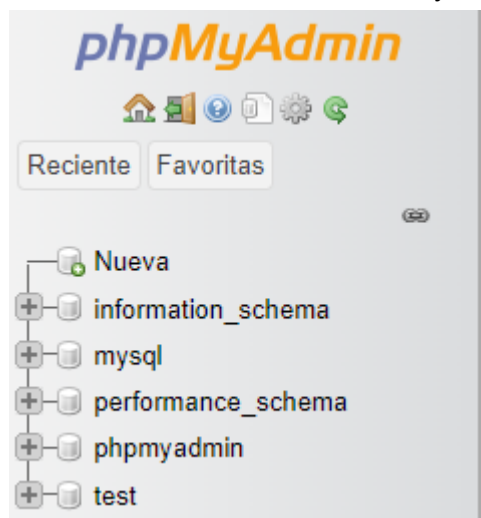 phpMyAdmin
Reciente Favoritas
Nueva
information_schema
mysql
performance_schema
phpmyadmin
test